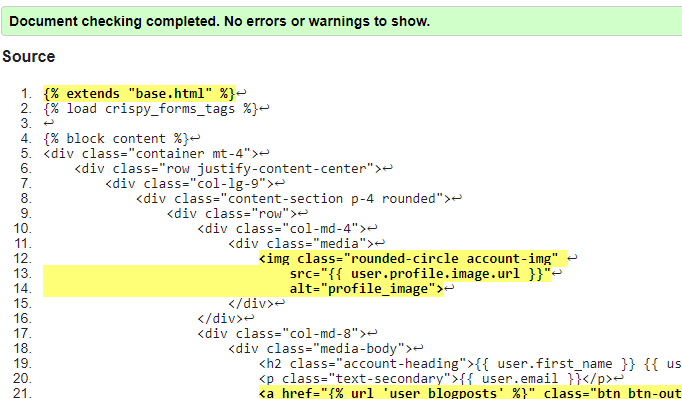 Document checking completed. No errors or warnings to show.
Source
1. {% extends "base.html" %}↩
2. {% load crispy_forms_tags %}↩
3. ↩
4. {% block content %}↩
5. <div class="container mt-4">↩
6. <div class="row justify-content-center">↩
7. <div class="col-lg-9">↩
8. <div class="content-section p-4 rounded">↩
9. <div class="row">↩
10. <div class="col-md-4">↩
11. <div class="media">↩
12. <img class="rounded-circle account-img" ↩
13. src="{{ user.profile.image.url }}"↩
14. alt="profile_image">↩
15. </div>↩
16. </div>↩
17. <div class="col-md-8">↩
18. <div class="media-body">↩
19. <h2 class="account-heading">{{ user.first_name }} {{ us
20. <p class="text-secondary">{{ user.email }}</p>↩
21. <a href="{% url 'user_blogposts' %}" class="btn btn-out